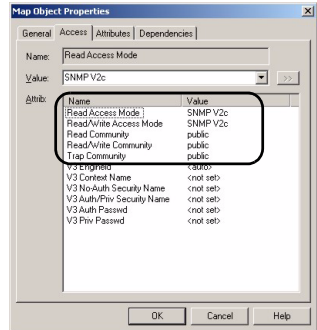 Map Object Properties
General Access Attributes Dependencies
Name: Read Access Mode
Value: SNMP V2c >>
Attrib: Name Value
Read Access Mode SNMP V2c
Read/Write Access Mode SNMP V2c
Read Community public
Read/Write Community public
Trap Community public
V3 EngineId <auto>
V3 Context Name <not set>
V3 No-Auth Security Name <not set>
V3 Auth/Priv Security Name <not set>
V3 Auth Passwd <not set>
V3 Priv Passwd <not set>
OK Cancel Help